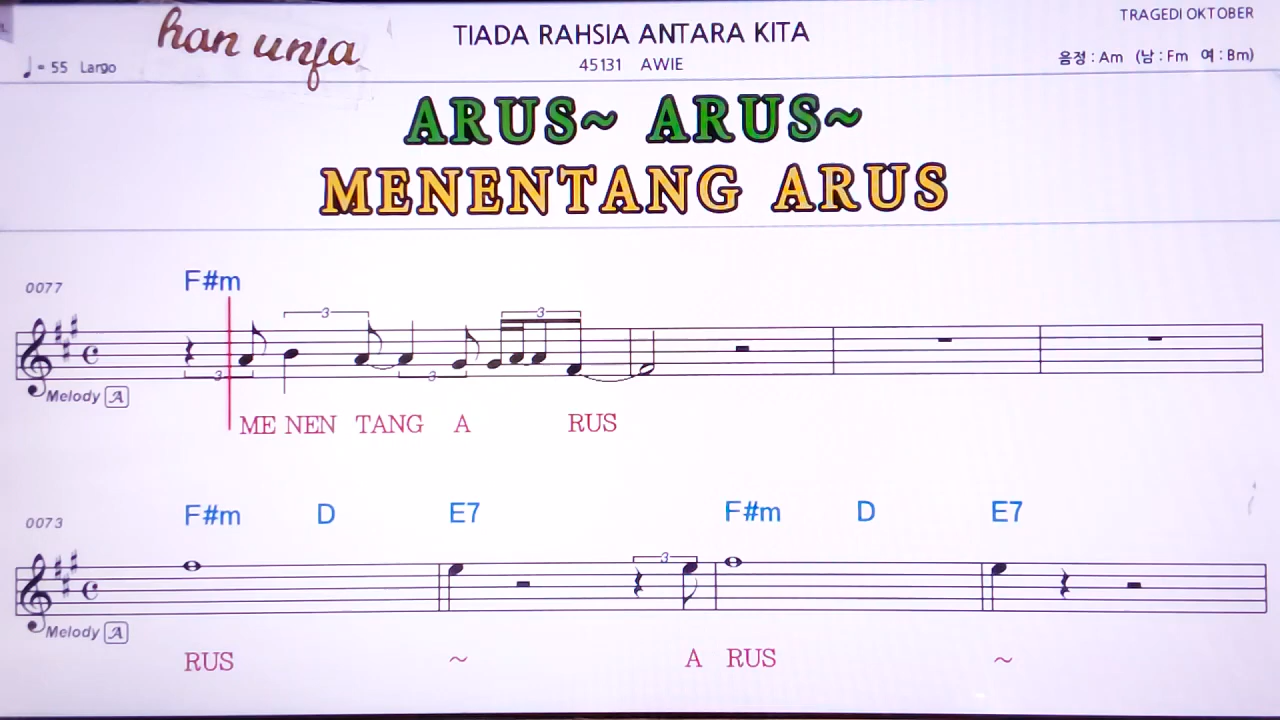 TRAGEDI OKTOBER
han unfa
TIADA RAHSIA ANTARA KITA
♩= 55 Largo
45131 AWIE
음정 : Am (남 : Fm 여 : Bm)
ARUS~ ARUS~
MENENTANG ARUS
0077
F#m
3 3
3 3
Melody A
ME NEN TANG A RUS
0073
F#m D E7 F#m D E7
3
Melody A
RUS ~ A RUS ~